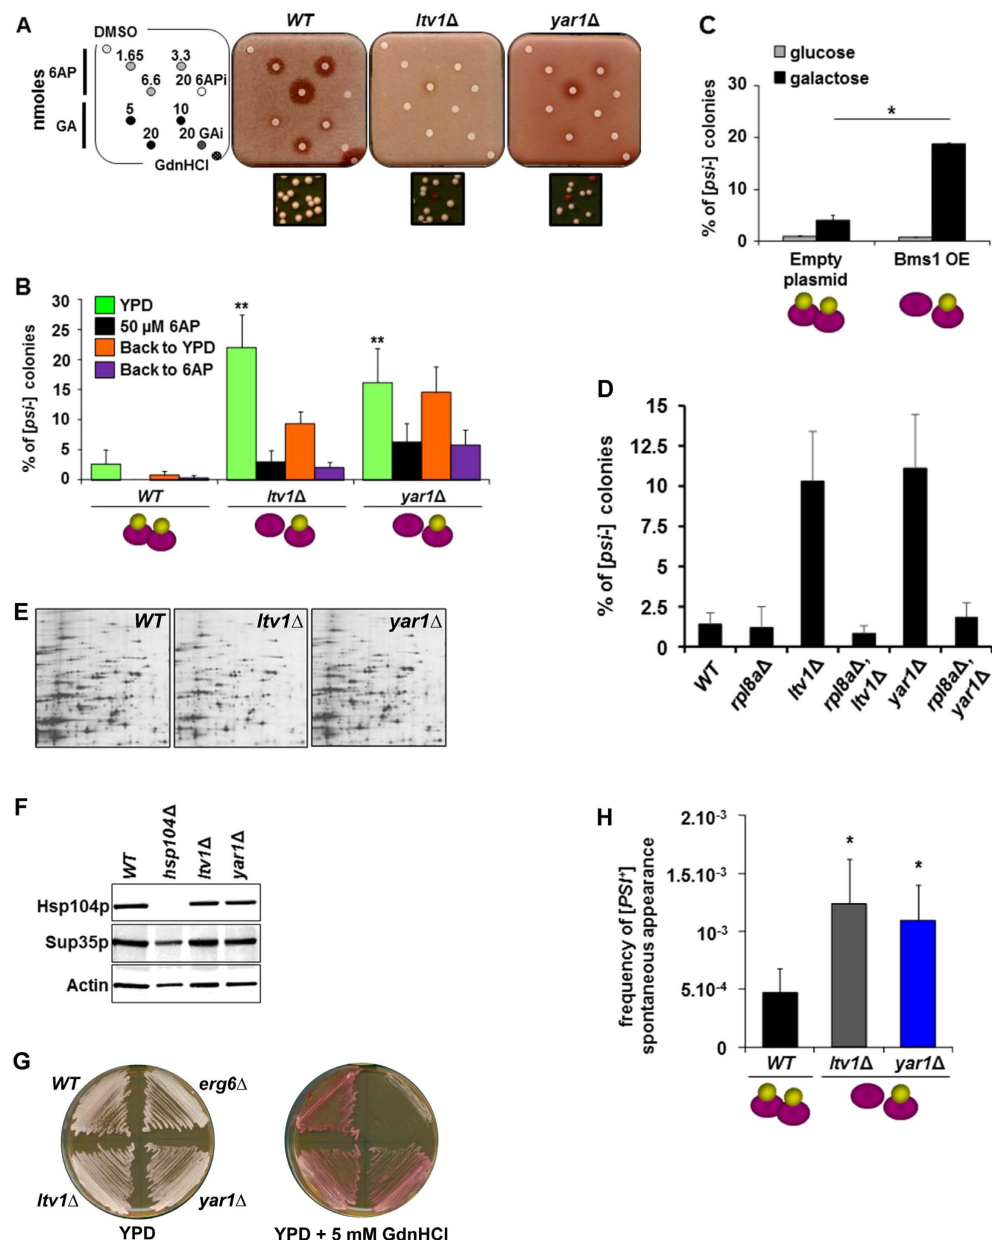 A
DMSO
1.65
3.3
6.6
20 6APi
6AP
nmoles
5
10
GA
20
20 GAi
GdnHCl
WT
ltv1Δ
yar1Δ
B
% of [psi-] colonies
30
25
20
15
10
5
0
YPD
50 µM 6AP
Back to YPD
Back to 6AP
**
**
WT
ltv1Δ
yar1Δ
C
glucose
galactose
% of [psi-] colonies
30
20
10
0
*
Empty
plasmid
Bms1 OE
D
% of [psi-] colonies
15
12.5
10
7.5
5
2.5
0
WT
rpl8aΔ
ltv1Δ
rpl8aΔ,
ltv1Δ
yar1Δ
rpl8aΔ,
yar1Δ
E
WT
ltv1Δ
yar1Δ
F
WT
hsp104Δ
ltv1Δ
yar1Δ
Hsp104p
Sup35p
Actin
G
WT
erg6Δ
ltv1Δ
yar1Δ
YPD
YPD + 5 mM GdnHCl
H
frequency of [PSI+]
spontaneous appearance
2.10-3
1.5.10-3
10-3
5.10-4
0
*
*
WT
ltv1Δ
yar1Δ